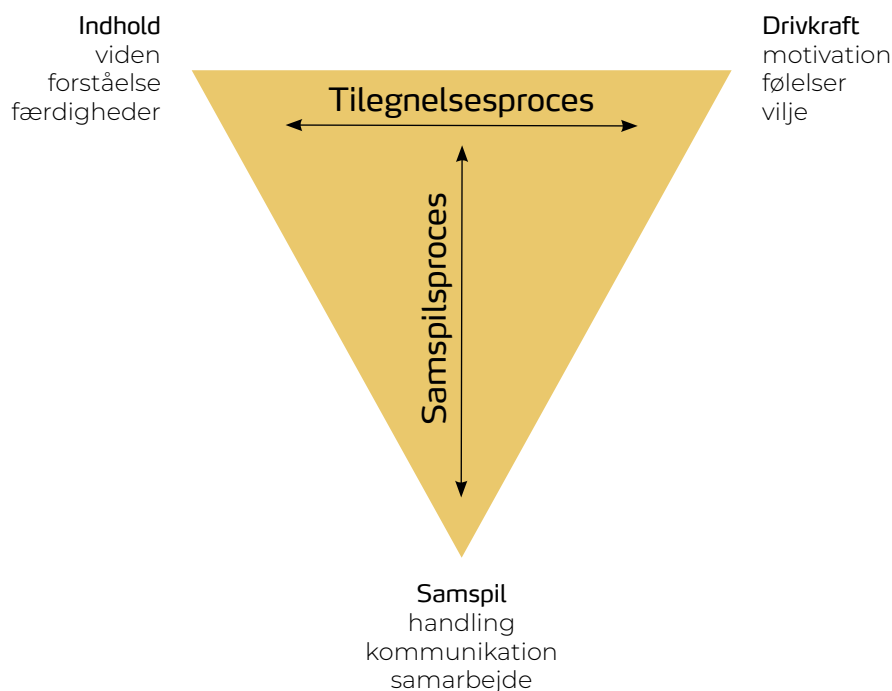 Indhold
viden
forståelse
færdigheder
Drivkraft
motivation
følelser
vilje
Tilegnelsesproces
Samspilsproces
Samspil
handling
kommunikation
samarbejde